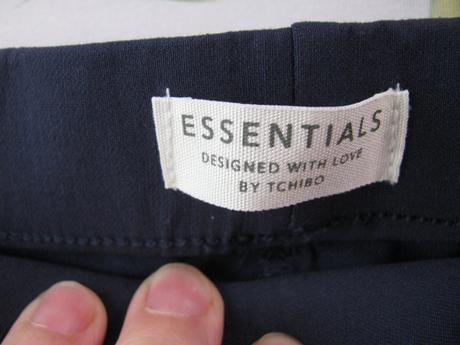 ESSENTIALS
DESIGNED WITH LOVE
BY TCHIBO